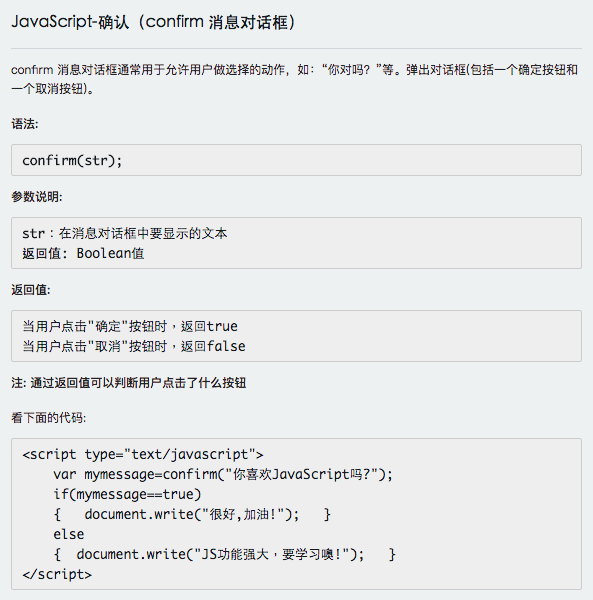 JavaScript-确认（confirm 消息对话框）
confirm 消息对话框通常用于允许用户做选择的动作，如：“你对吗？”等。弹出对话框(包括一个确定按钮和
一个取消按钮)。
语法:
confirm(str);
参数说明:
str：在消息对话框中要显示的文本
返回值: Boolean值
返回值:
当用户点击"确定"按钮时，返回true
当用户点击"取消"按钮时，返回false
注: 通过返回值可以判断用户点击了什么按钮
看下面的代码:
<script type="text/javascript">
    var mymessage=confirm("你喜欢JavaScript吗?");
    if(mymessage==true)
    {   document.write("很好,加油!");   }
    else
    {  document.write("JS功能强大，要学习噢!");   }
</script>